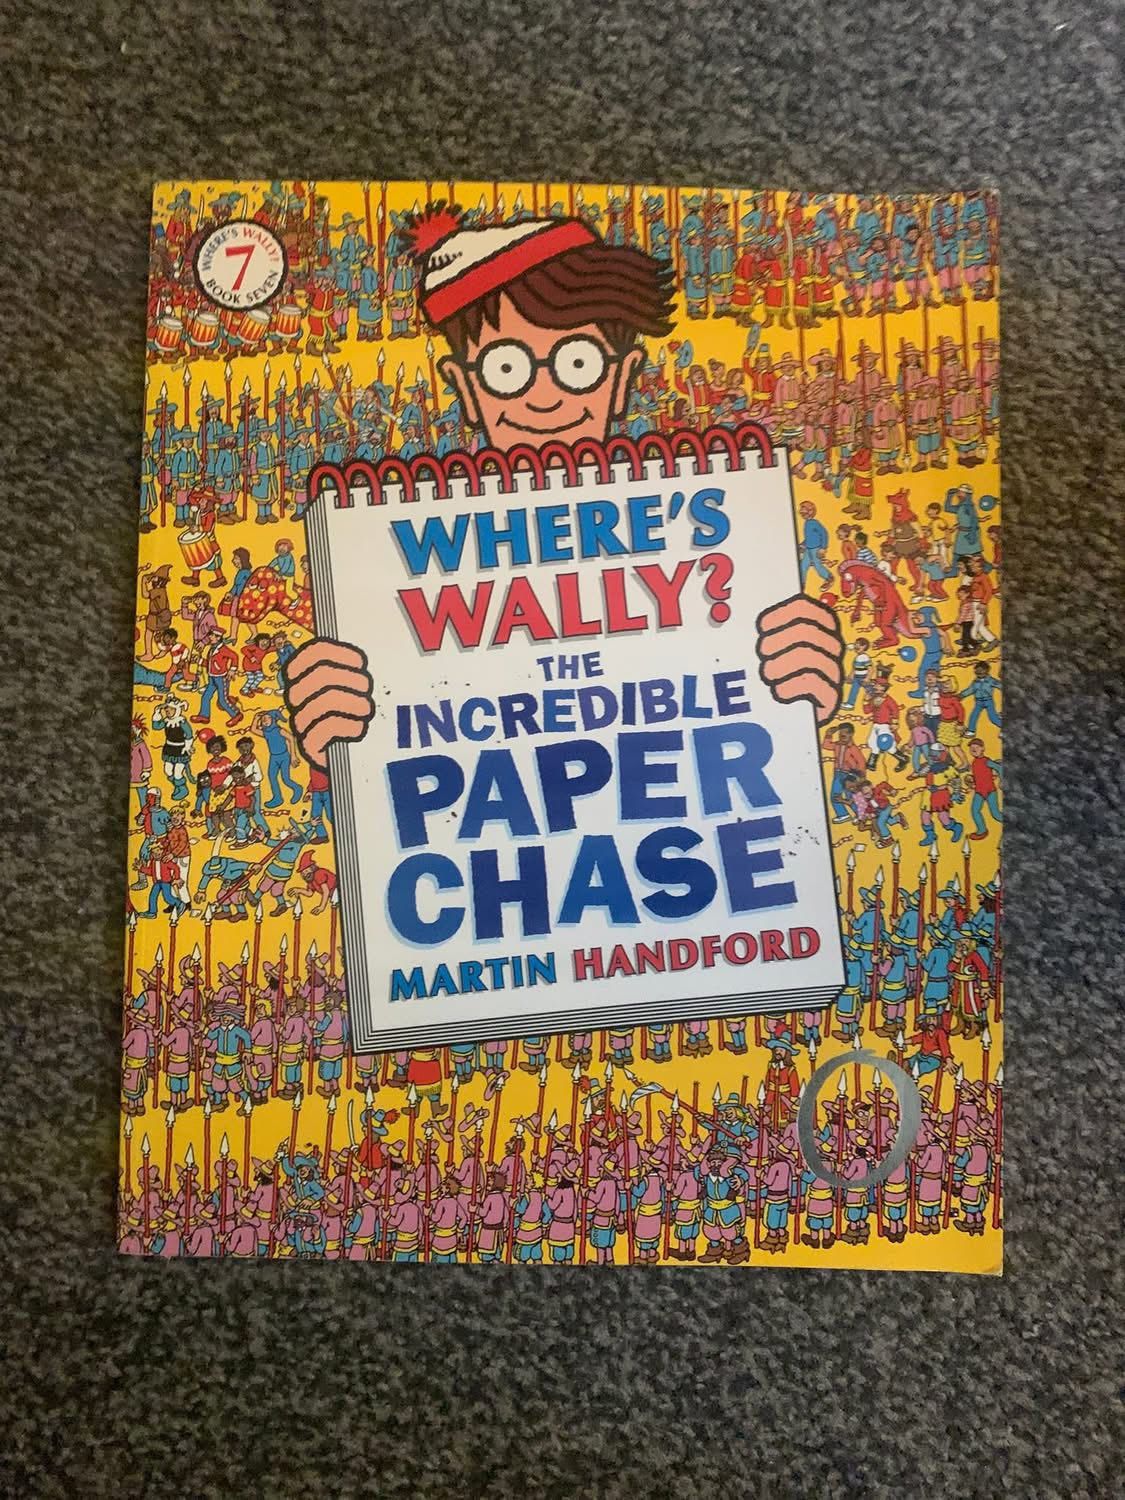 WHERE'S WALLY?
7
BOOK SEVEN
WHERE'S
WALLY?
THE
INCREDIBLE
PAPER
CHASE
MARTIN HANDFORD